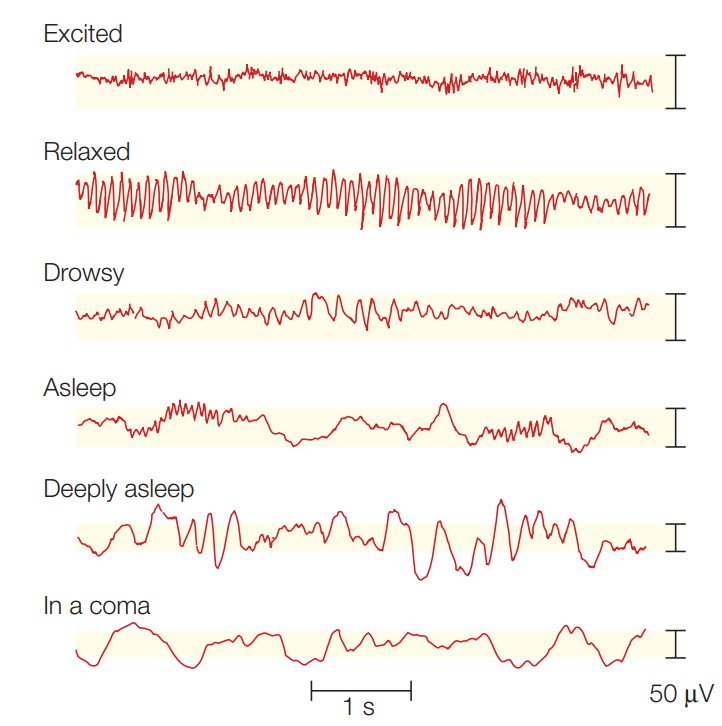 Excited
Relaxed
Drowsy
Asleep
Deeply asleep
In a coma
1 s
50 μV